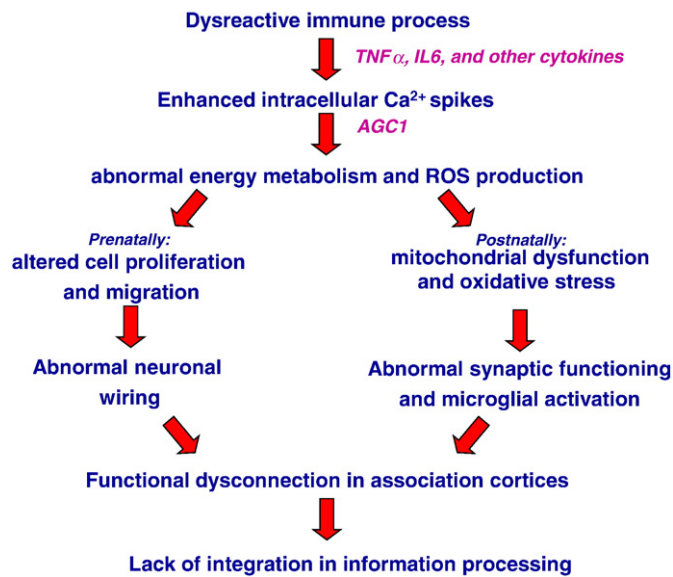 Dysreactive immune process
TNFα, IL6, and other cytokines
Enhanced intracellular Ca²⁺ spikes
AGC1
abnormal energy metabolism and ROS production
Prenatally:
altered cell proliferation
and migration
Postnatally:
mitochondrial dysfunction
and oxidative stress
Abnormal neuronal
wiring
Abnormal synaptic functioning
and microglial activation
Functional dysconnection in association cortices
Lack of integration in information processing